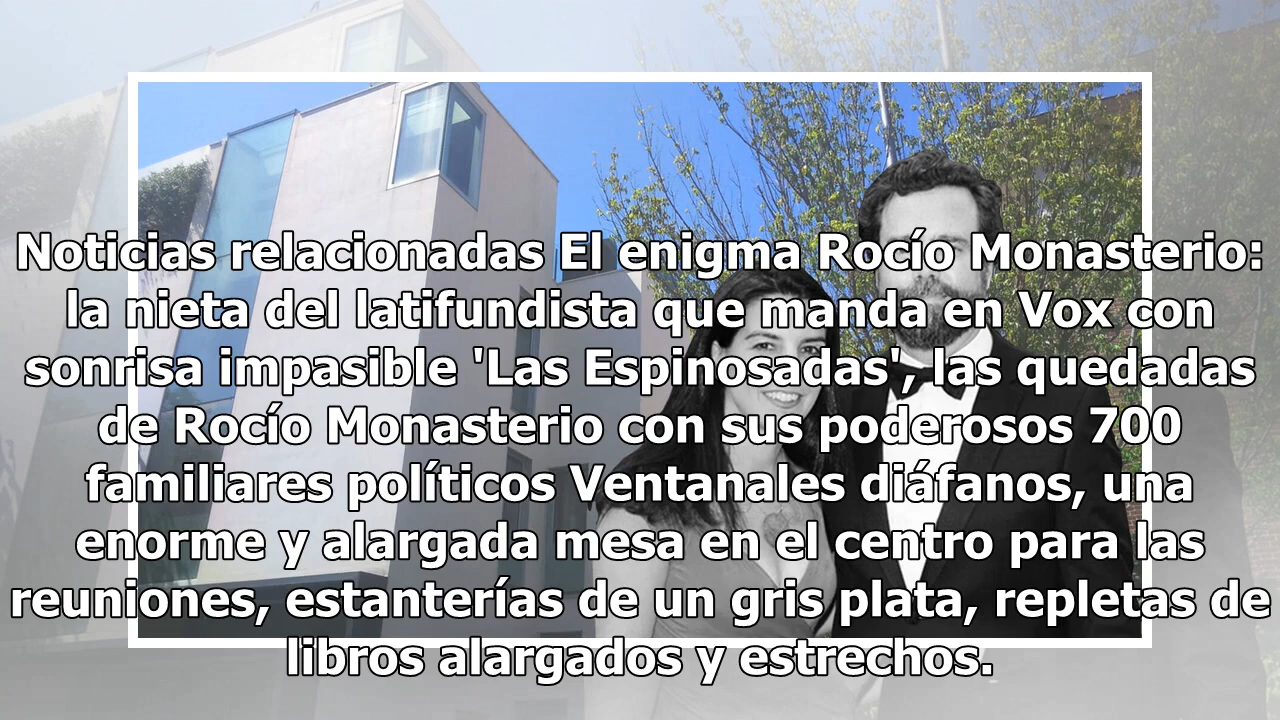 Noticias relacionadas El enigma Rocío Monasterio:
la nieta del latifundista que manda en Vox con
sonrisa impasible 'Las Espinosadas', las quedadas
de Rocío Monasterio con sus poderosos 700
familiares políticos Ventanales diáfanos, una
enorme y alargada mesa en el centro para las
reuniones, estanterías de un gris plata, repletas de
libros alargados y estrechos.